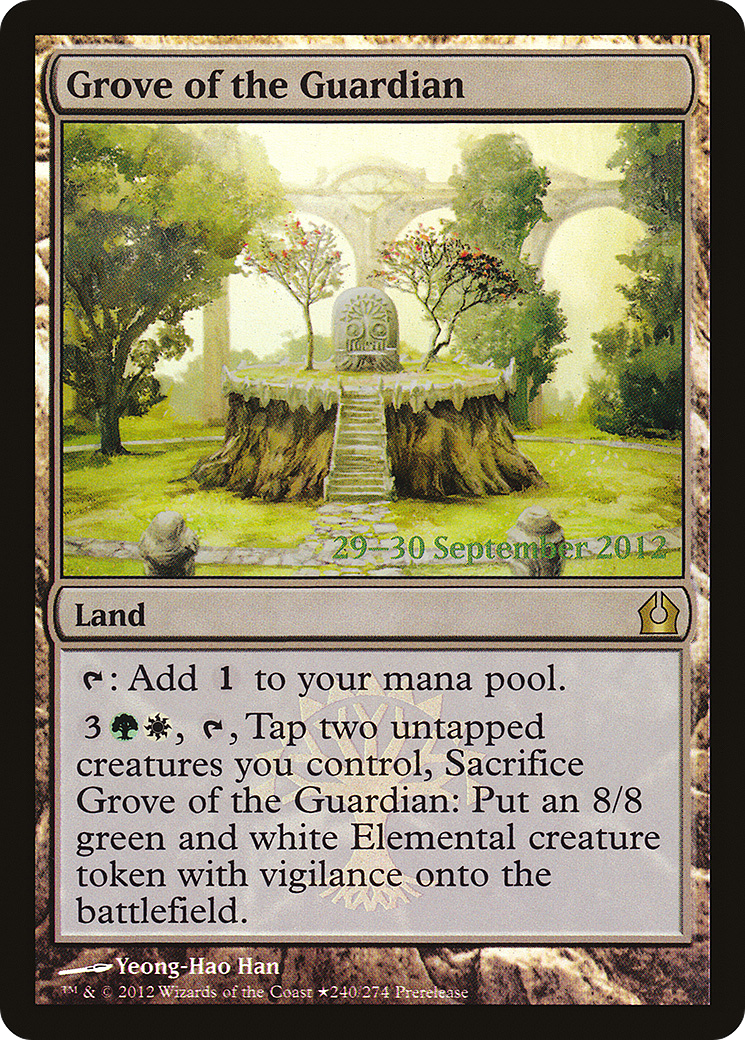 Grove of the Guardian
29–30 September 2012
Land
: Add 1 to your mana pool.
3, , Tap two untapped
creatures you control, Sacrifice
Grove of the Guardian: Put an 8/8
green and white Elemental creature
token with vigilance onto the
battlefield.
Yeong-Hao Han
™ & © 2012 Wizards of the Coast ★240/274 Prerelease